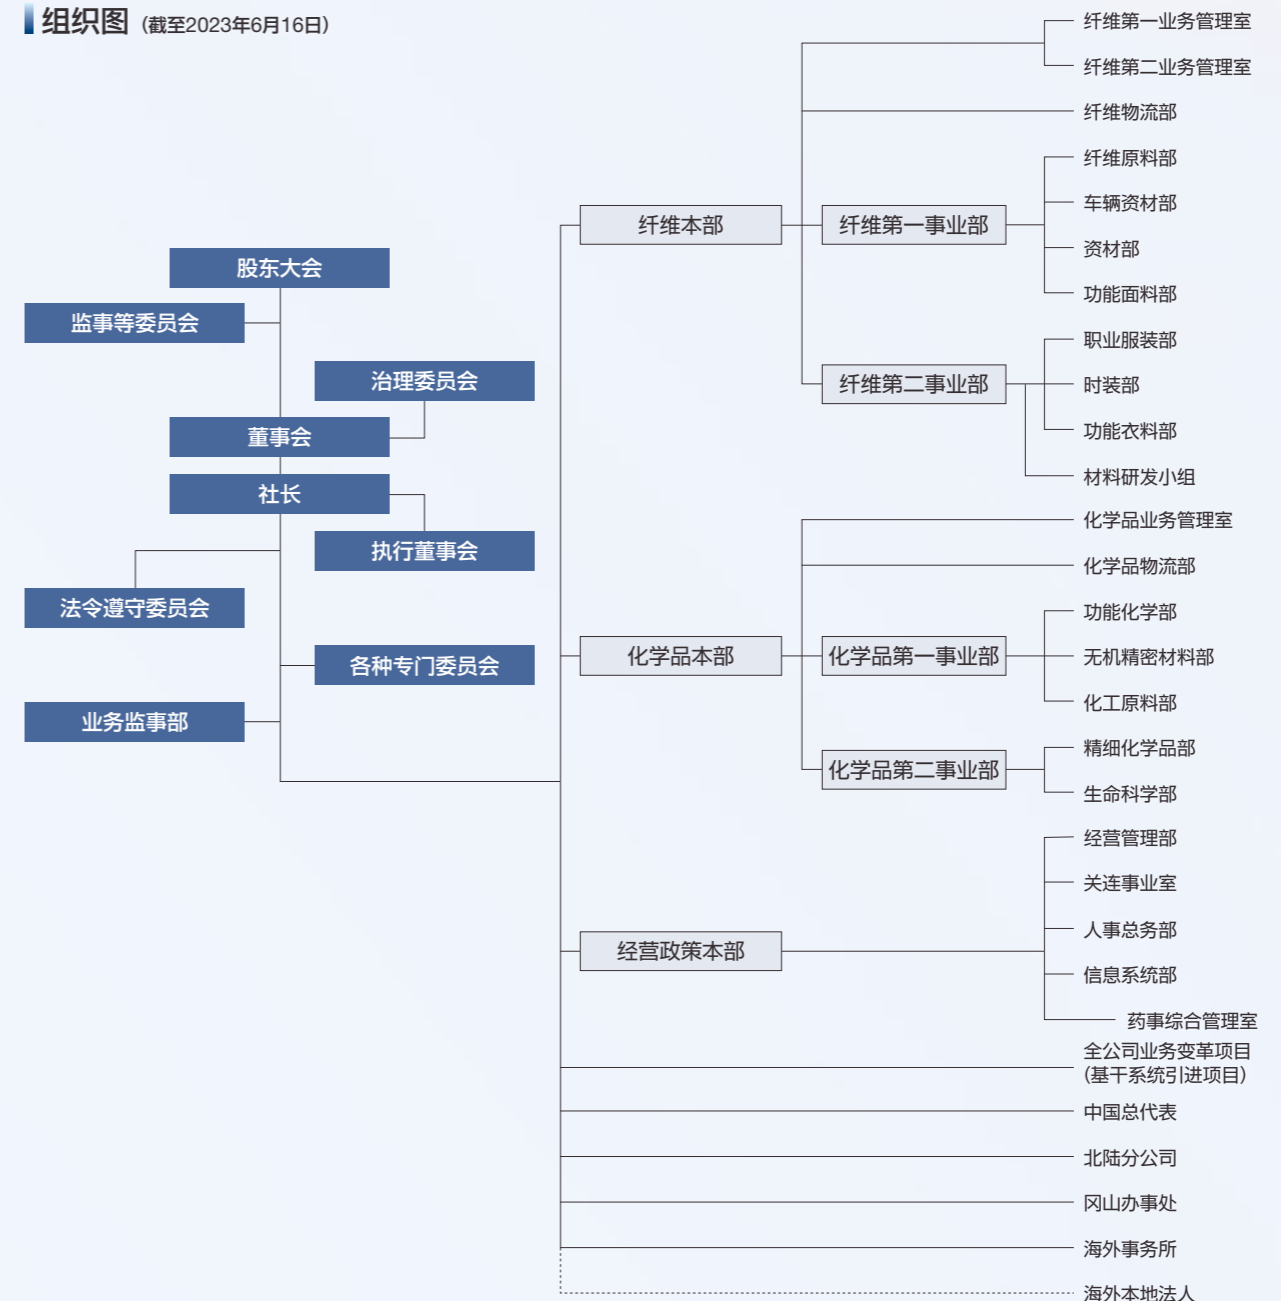 组织图（截至2023年6月16日）
股东大会
监事等委员会
治理委员会
董事会
社长
执行董事会
法令遵守委员会
各种专门委员会
业务监事部
纤维本部
纤维第一业务管理室
纤维第二业务管理室
纤维物流部
纤维第一事业部
纤维原料部
车辆资材部
资材部
功能面料部
纤维第二事业部
职业服装部
时装部
功能衣料部
材料研发小组
化学品本部
化学品业务管理室
化学品物流部
化学品第一事业部
功能化学部
无机精密材料部
化工原料部
化学品第二事业部
精细化学品部
生命科学部
经营政策本部
经营管理部
关连事业室
人事总务部
信息系统部
药事综合管理室
全公司业务变革项目
（基干系统引进项目）
中国总代表
北陆分公司
冈山办事处
海外事务所
海外本地法人